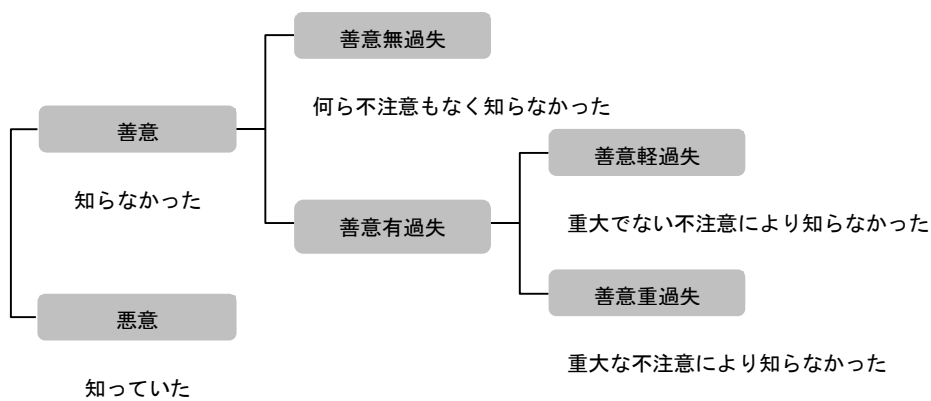 善意無過失
何ら不注意もなく知らなかった
善意
知らなかった
善意有過失
善意軽過失
重大でない不注意により知らなかった
善意重過失
重大な不注意により知らなかった
悪意
知っていた